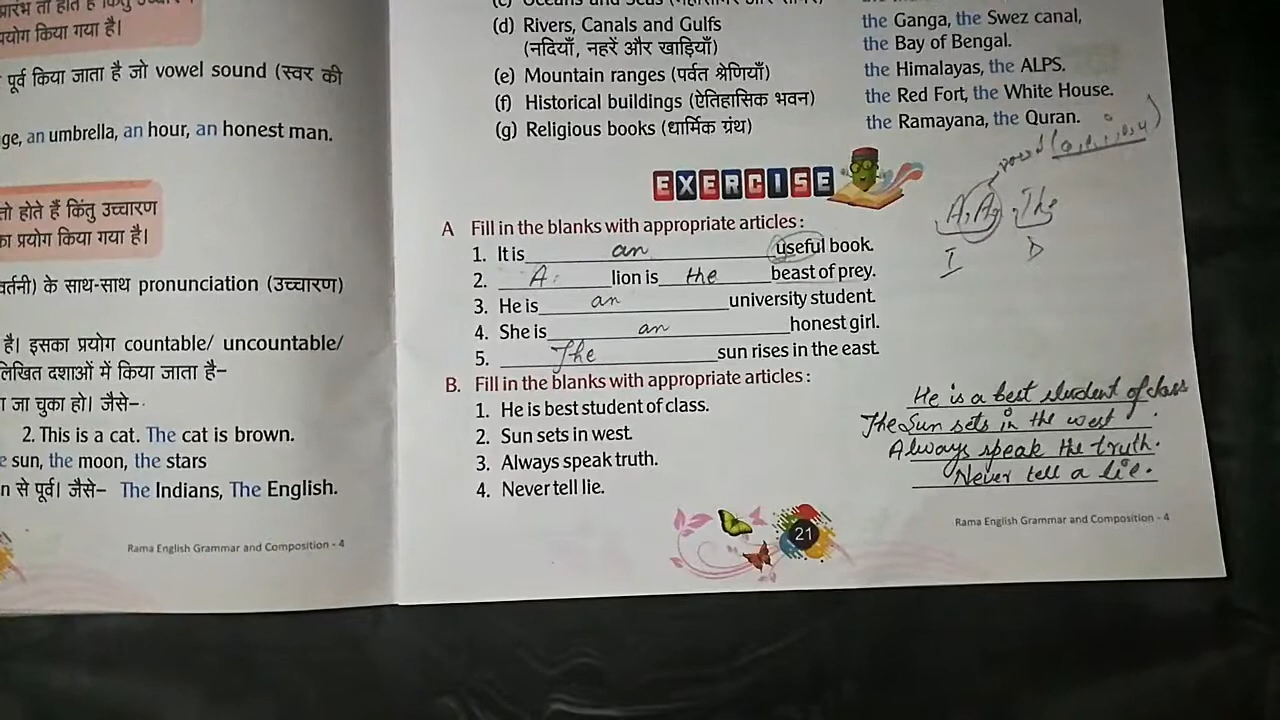 प्रारंभ तो होते हैं किंतु उच्चारण
प्रयोग किया गया है।
पूर्व किया जाता है जो vowel sound (स्वर की
an umbrella, an hour, an honest man.
तो होते हैं किंतु उच्चारण
का प्रयोग किया गया है।
के साथ-साथ pronunciation (उच्चारण)
है। इसका प्रयोग countable/ uncountable/
दशाओं में किया जाता है-
जा चुका हो। जैसे-
2. This is a cat. The cat is brown.
sun, the moon, the stars
से पूर्व। जैसे- The Indians, The English.
Rama English Grammar and Composition - 4
(d) Rivers, Canals and Gulfs the Ganga, the Swez canal,
(नदियाँ, नहरें और खाड़ियाँ) the Bay of Bengal.
(e) Mountain ranges (पर्वत श्रेणियाँ) the Himalayas, the ALPS.
(f) Historical buildings (ऐतिहासिक भवन) the Red Fort, the White House.
(g) Religious books (धार्मिक ग्रंथ) the Ramayana, the Quran.
EXERCISE
A, An, The
I D
A Fill in the blanks with appropriate articles :
1. It is an useful book.
2. A lion is the beast of prey.
3. He is an university student.
4. She is an honest girl.
5. The sun rises in the east.
B. Fill in the blanks with appropriate articles :
1. He is best student of class. He is a best student of class
2. Sun sets in west. The Sun sets in the west.
3. Always speak truth. Always speak the truth.
4. Never tell lie. Never tell a lie.
21
Rama English Grammar and Composition - 4